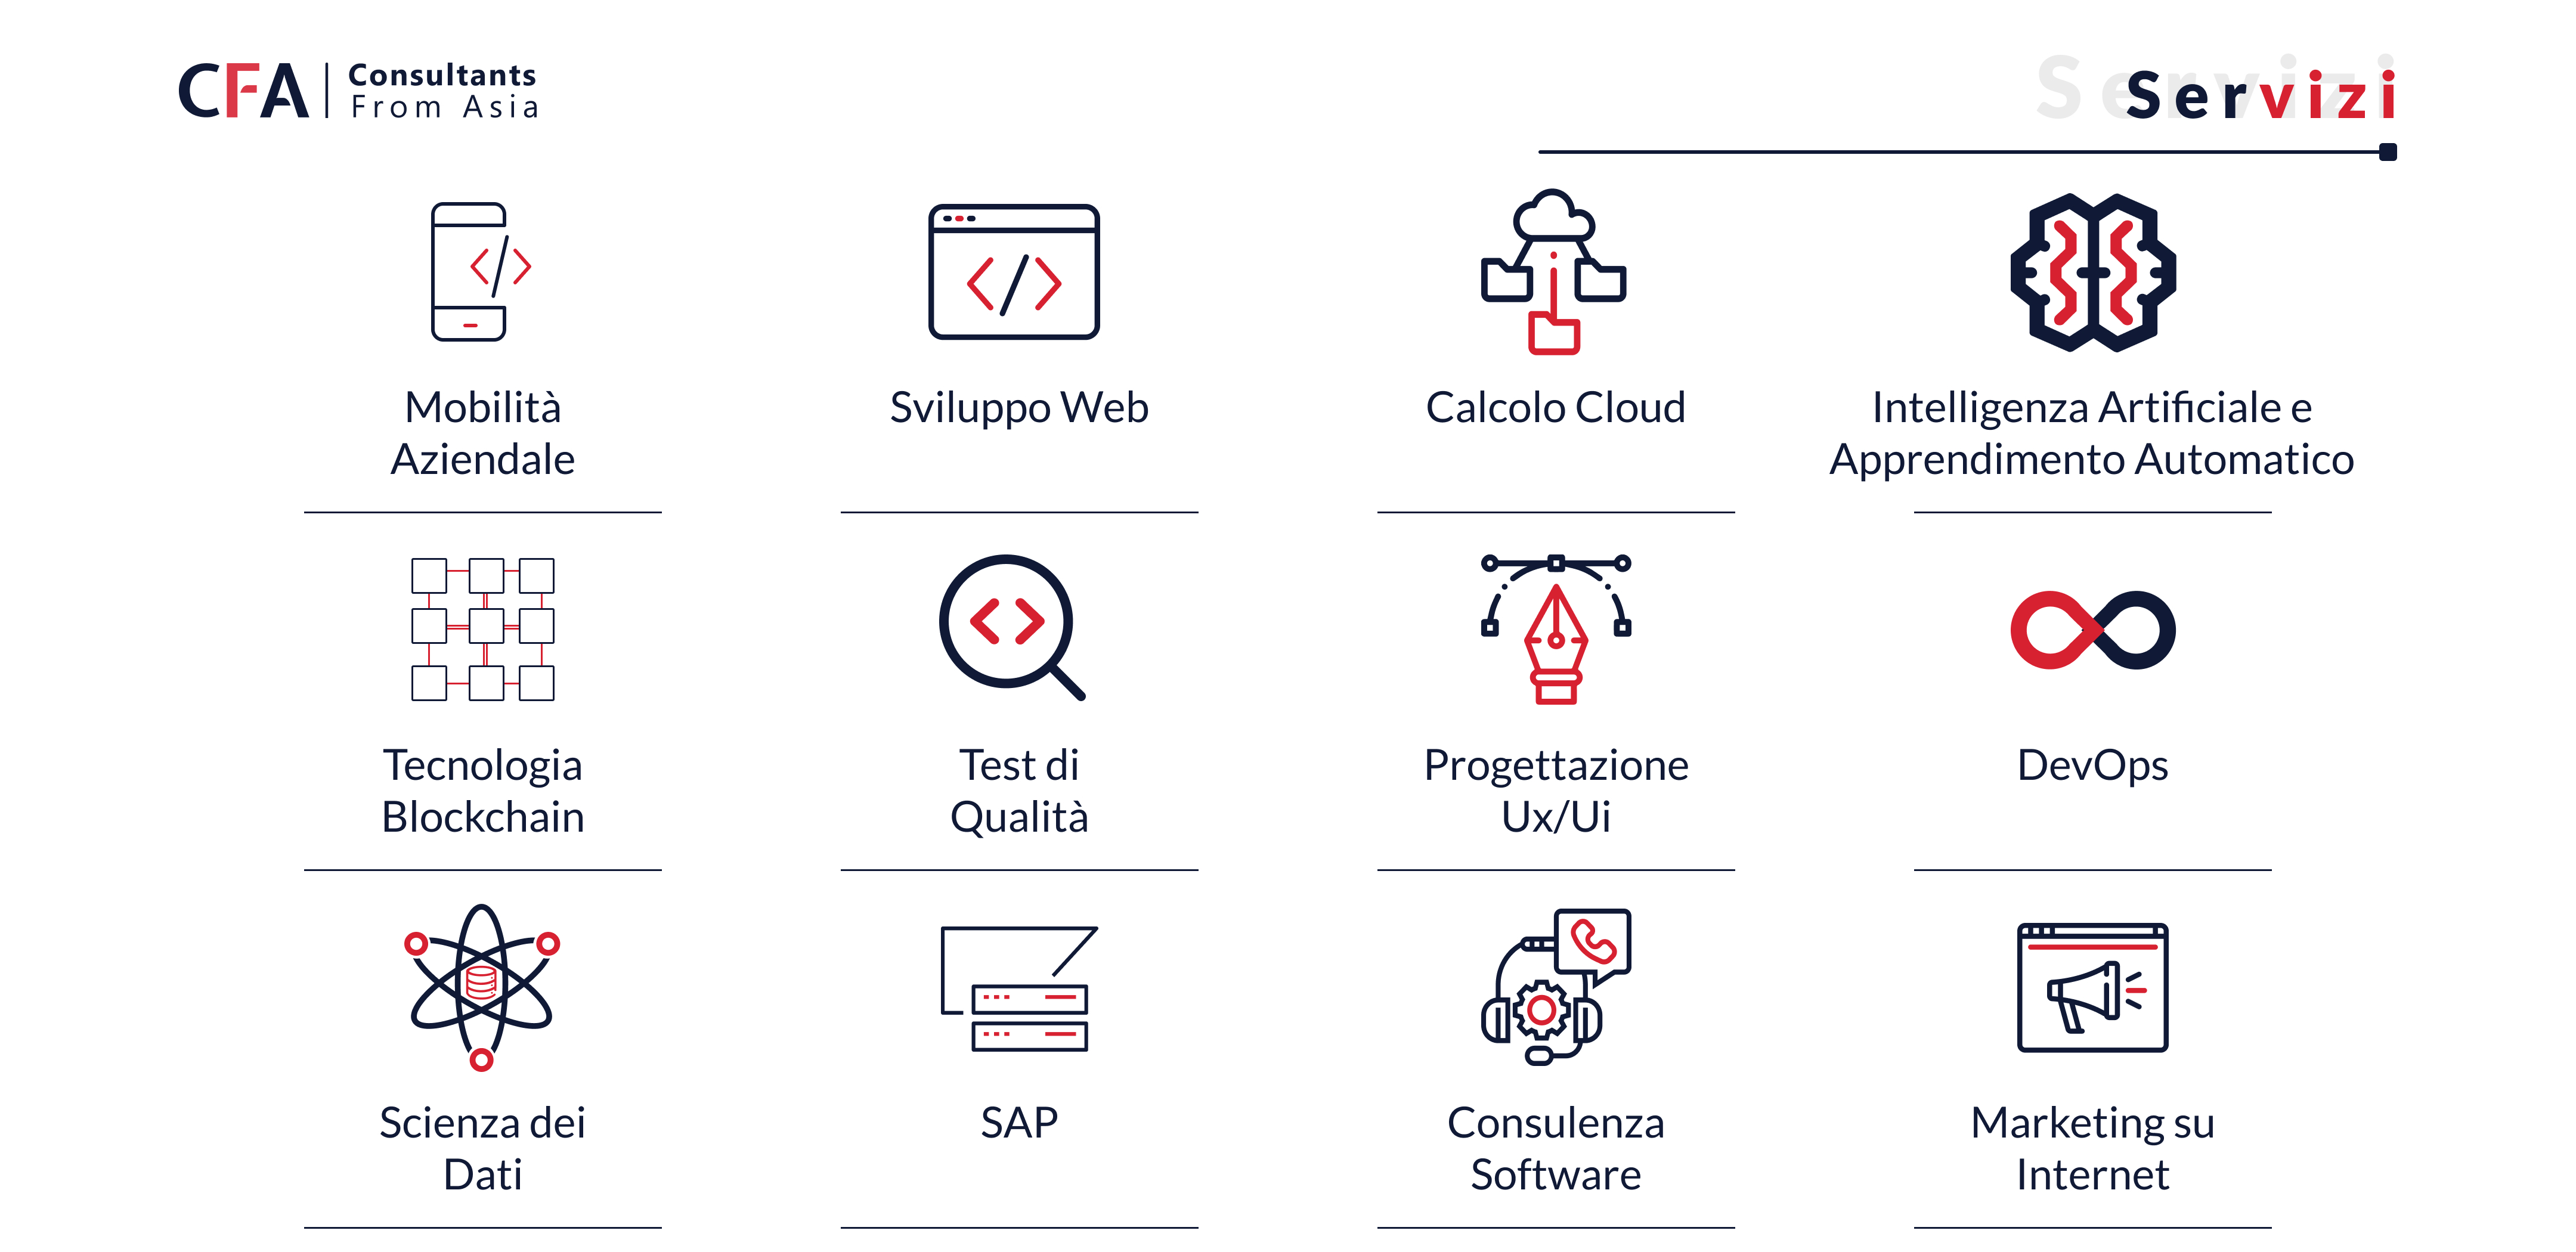 CFA
Consultants
From Asia
Servizi
Servizi
Mobilità
Aziendale
Sviluppo Web
Calcolo Cloud
Intelligenza Artificiale e
Apprendimento Automatico
Tecnologia
Blockchain
Test di
Qualità
Progettazione
Ux/Ui
DevOps
Scienza dei
Dati
SAP
Consulenza
Software
Marketing su
Internet